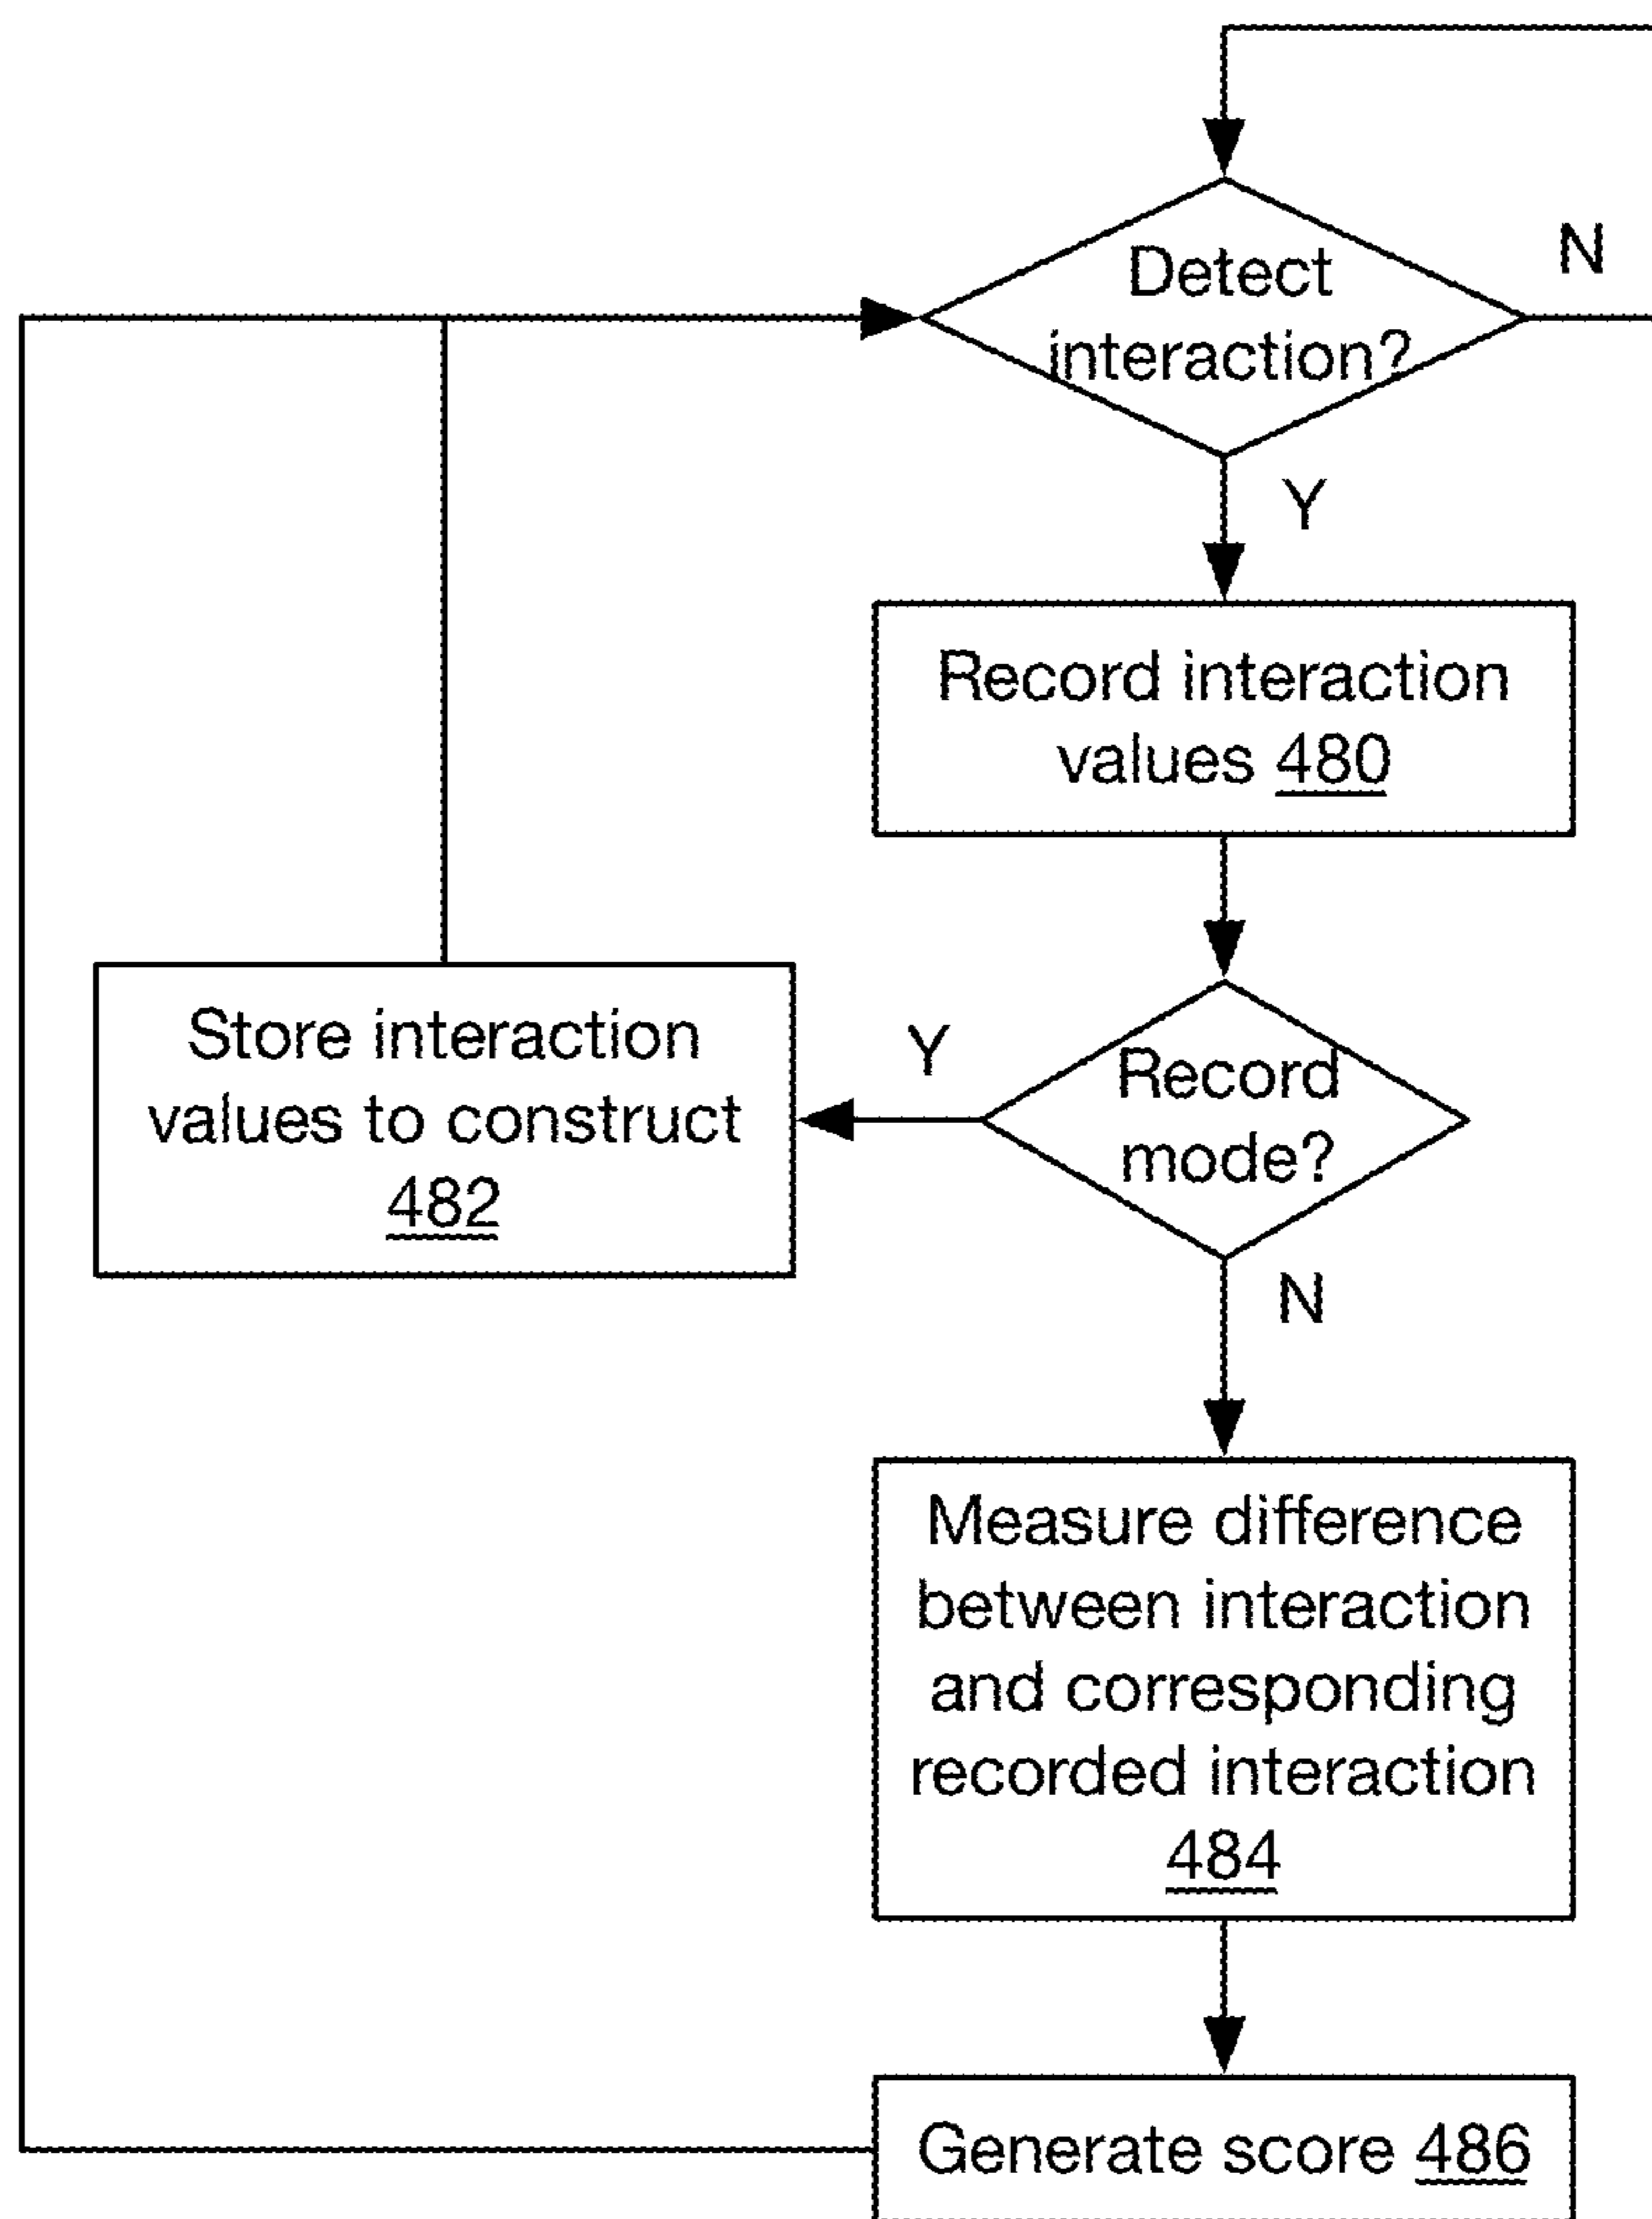 Detect
interaction?
N
Y
Record interaction
values 480
Store interaction
values to construct
482
Y
Record
mode?
N
Measure difference
between interaction
and corresponding
recorded interaction
484
Generate score 486